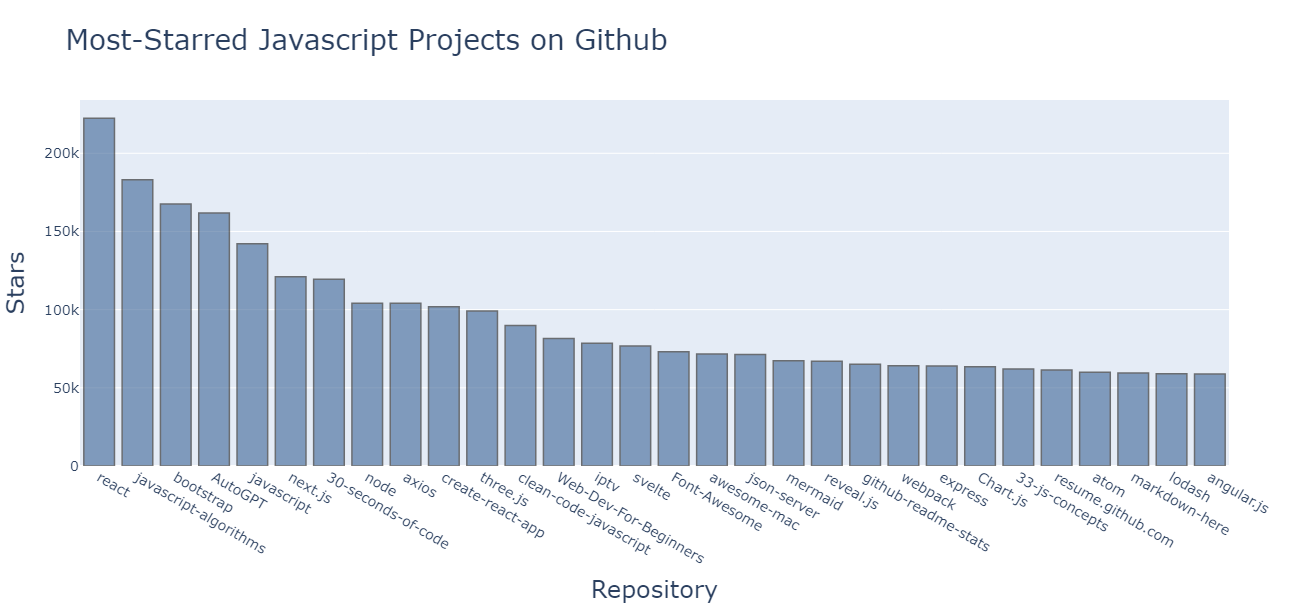 Most-Starred Javascript Projects on Github
Stars
200k
150k
100k
50k
0
react
javascript-algorithms
bootstrap
AutoGPT
javascript
next.js
30-seconds-of-code
node
axios
create-react-app
three.js
clean-code-javascript
Web-Dev-For-Beginners
iptv
svelte
Font-Awesome
awesome-mac
json-server
mermaid
reveal.js
github-readme-stats
webpack
express
Chart.js
33-js-concepts
resume.github.com
atom
markdown-here
lodash
angular.js
Repository